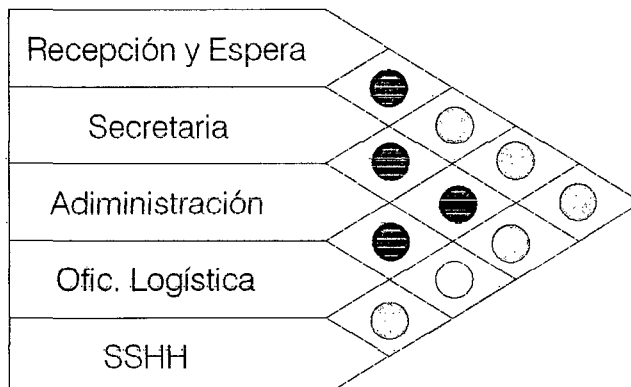 Recepción y Espera
Secretaria
Adiministración
Ofic. Logística
SSHH